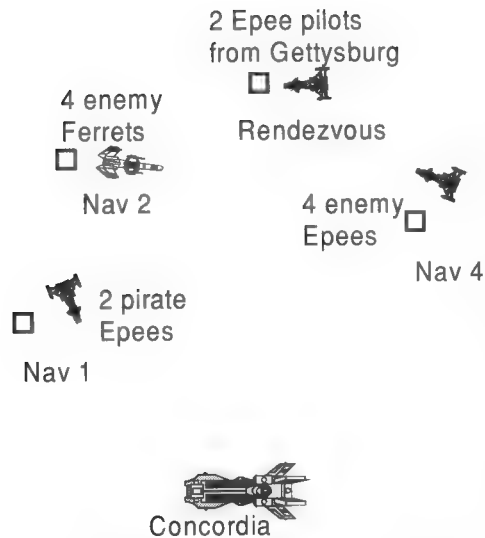 2 Epee pilots
from Gettysburg
Rendezvous
4 enemy
Ferrets
Nav 2
4 enemy
Epees
Nav 4
2 pirate
Epees
Nav 1
Concordia